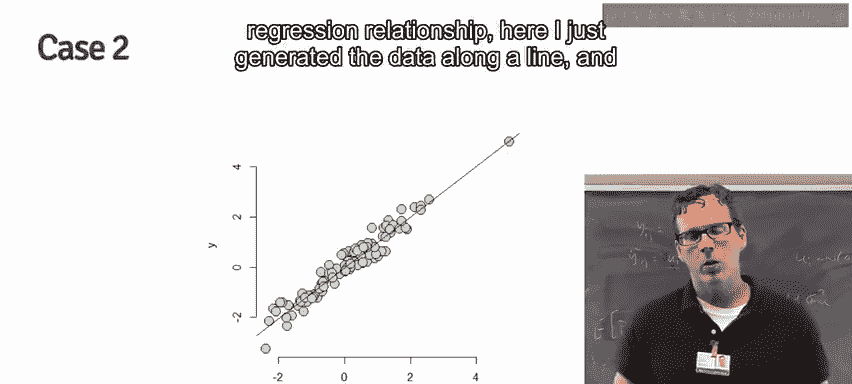 regression relationship, here I just
generated the data along a line, and
Case 2
4
2
0
-2
y
-2
0
2
4